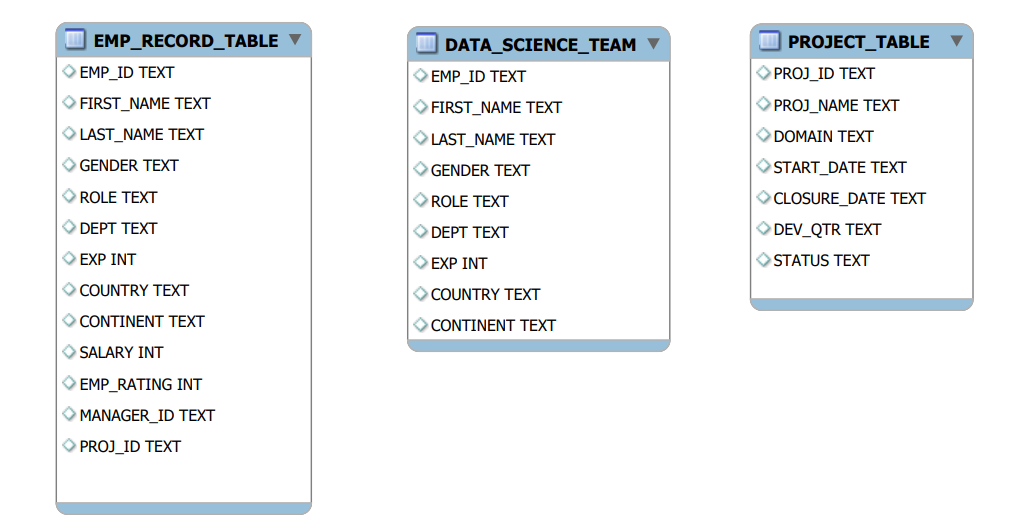 EMP_RECORD_TABLE
EMP_ID TEXT
FIRST_NAME TEXT
LAST_NAME TEXT
GENDER TEXT
ROLE TEXT
DEPT TEXT
EXP INT
COUNTRY TEXT
CONTINENT TEXT
SALARY INT
EMP_RATING INT
MANAGER_ID TEXT
PROJ_ID TEXT
DATA_SCIENCE_TEAM
EMP_ID TEXT
FIRST_NAME TEXT
LAST_NAME TEXT
GENDER TEXT
ROLE TEXT
DEPT TEXT
EXP INT
COUNTRY TEXT
CONTINENT TEXT
PROJECT_TABLE
PROJ_ID TEXT
PROJ_NAME TEXT
DOMAIN TEXT
START_DATE TEXT
CLOSURE_DATE TEXT
DEV_QTR TEXT
STATUS TEXT